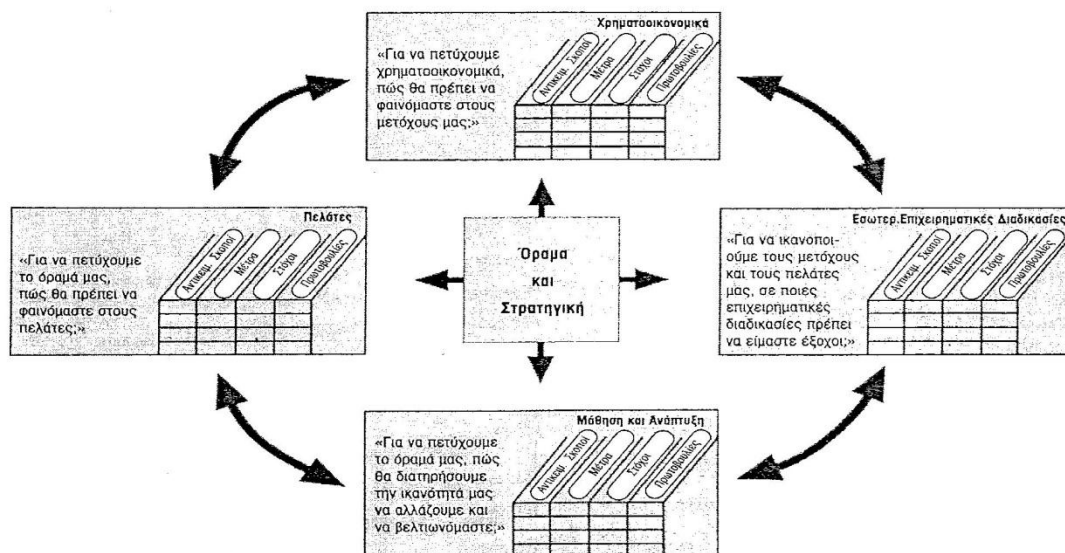 Χρηματοοικονομικά
«Για να πετύχουμε
χρηματοοικονομικά,
πώς θα πρέπει να
φαινόμαστε στους
μετόχους μας;»
Αντικειμ. Σκοποί
Μέτρα
Στόχοι
Πρωτοβουλίες
Πελάτες
«Για να πετύχουμε
το όραμά μας,
πώς θα πρέπει να
φαινόμαστε στους
πελάτες;»
Αντικειμ. Σκοποί
Μέτρα
Στόχοι
Πρωτοβουλίες
Όραμα
και
Στρατηγική
Εσωτερ.Επιχειρηματικές Διαδικασίες
«Για να ικανοποι-
ούμε τους μετόχους
και τους πελάτες
μας, σε ποιες
επιχειρηματικές
διαδικασίες πρέπει
να είμαστε έξοχοι;»
Αντικειμ. Σκοποί
Μέτρα
Στόχοι
Πρωτοβουλίες
Μάθηση και Ανάπτυξη
«Για να πετύχουμε
το όραμά μας, πώς
θα διατηρήσουμε
την ικανότητά μας
να αλλάζουμε και
να βελτιωνόμαστε;»
Αντικειμ. Σκοποί
Μέτρα
Στόχοι
Πρωτοβουλίες